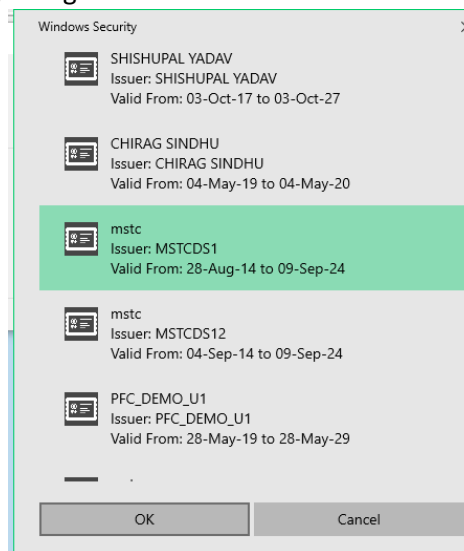 Windows Security
SHISHUPAL YADAV
Issuer: SHISHUPAL YADAV
Valid From: 03-Oct-17 to 03-Oct-27
CHIRAG SINDHU
Issuer: CHIRAG SINDHU
Valid From: 04-May-19 to 04-May-20
mstc
Issuer: MSTCDS1
Valid From: 28-Aug-14 to 09-Sep-24
mstc
Issuer: MSTCDS12
Valid From: 04-Sep-14 to 09-Sep-24
PFC_DEMO_U1
Issuer: PFC_DEMO_U1
Valid From: 28-May-19 to 28-May-29
OK Cancel